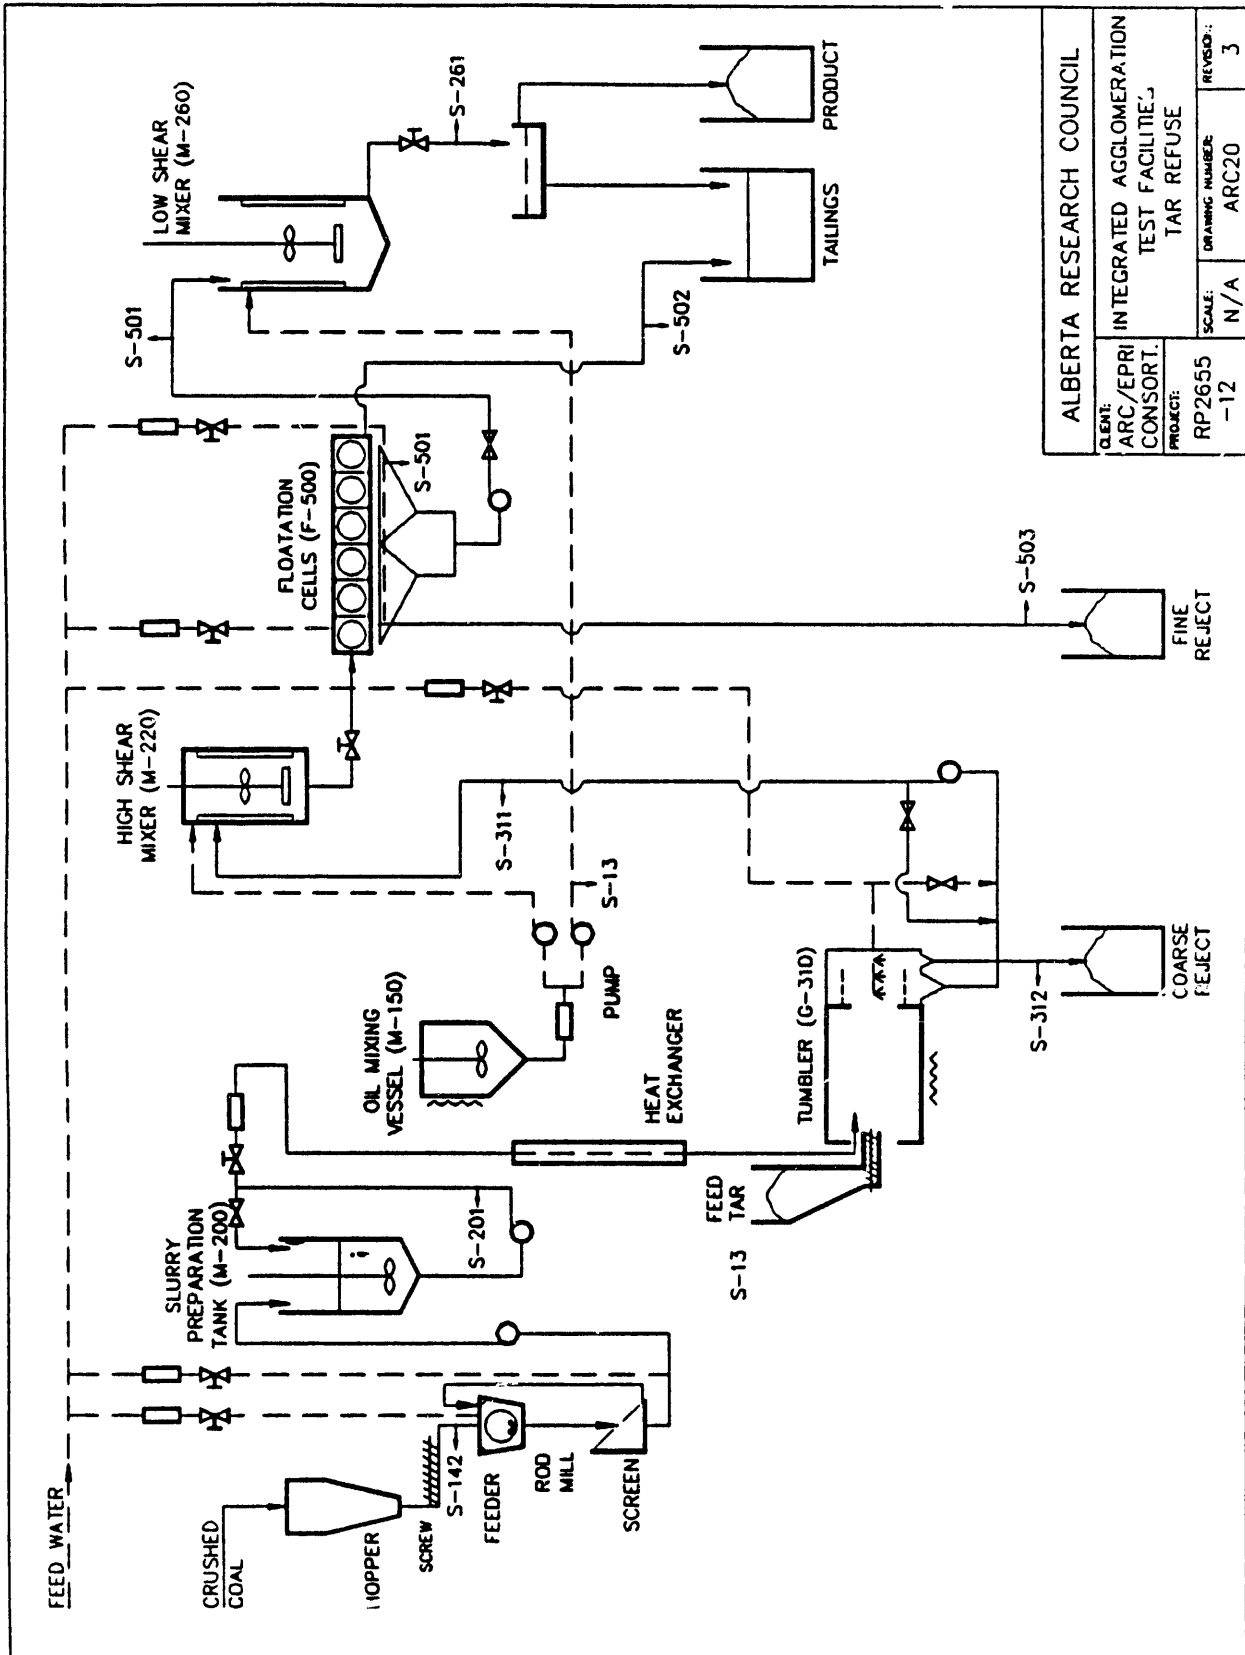 FEED WATER
CRUSHED
COAL
HOPPER
SCREW
S-142
FEEDER
ROD
MILL
SCREEN
SLURRY
PREPARATION
TANK (M-200)
S-201
OIL MIXING
VESSEL (M-150)
PUMP
S-13
HEAT
EXCHANGER
FEED
TAR
S-13
TUMBLER (G-310)
S-312
COARSE
REJECT
HIGH SHEAR
MIXER (M-220)
S-311
FLOATATION
CELLS (F-500)
S-501
S-503
FINE
REJECT
S-501
S-502
LOW SHEAR
MIXER (M-260)
S-261
TAILINGS
PRODUCT
ALBERTA RESEARCH COUNCIL
CLIENT:
ARC/EPRI
CONSORT.
PROJECT:
RP2655
-12
INTEGRATED AGGLOMERATION
TEST FACILITIES
TAR REFUSE
SCALE:
N/A
DRAWING NUMBER:
ARC20
REVISION:
3